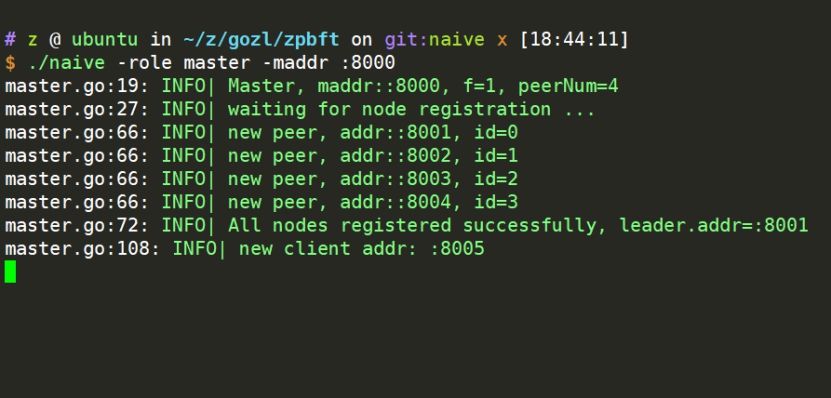 # z @ ubuntu in ~/z/gozl/zpbft on git:naive x [18:44:11]
$ ./naive -role master -maddr :8000
master.go:19: INFO| Master, maddr::8000, f=1, peerNum=4
master.go:27: INFO| waiting for node registration ...
master.go:66: INFO| new peer, addr::8001, id=0
master.go:66: INFO| new peer, addr::8002, id=1
master.go:66: INFO| new peer, addr::8003, id=2
master.go:66: INFO| new peer, addr::8004, id=3
master.go:72: INFO| All nodes registered successfully, leader.addr=:8001
master.go:108: INFO| new client addr: :8005